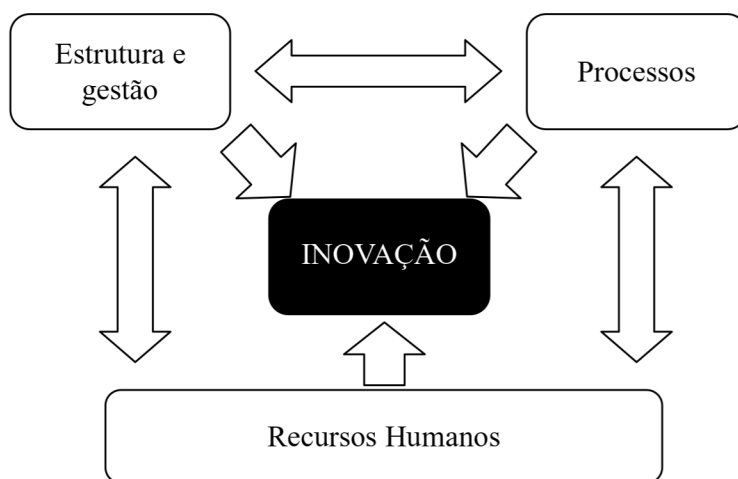 Estrutura e
gestão
Processos
INOVAÇÃO
Recursos Humanos